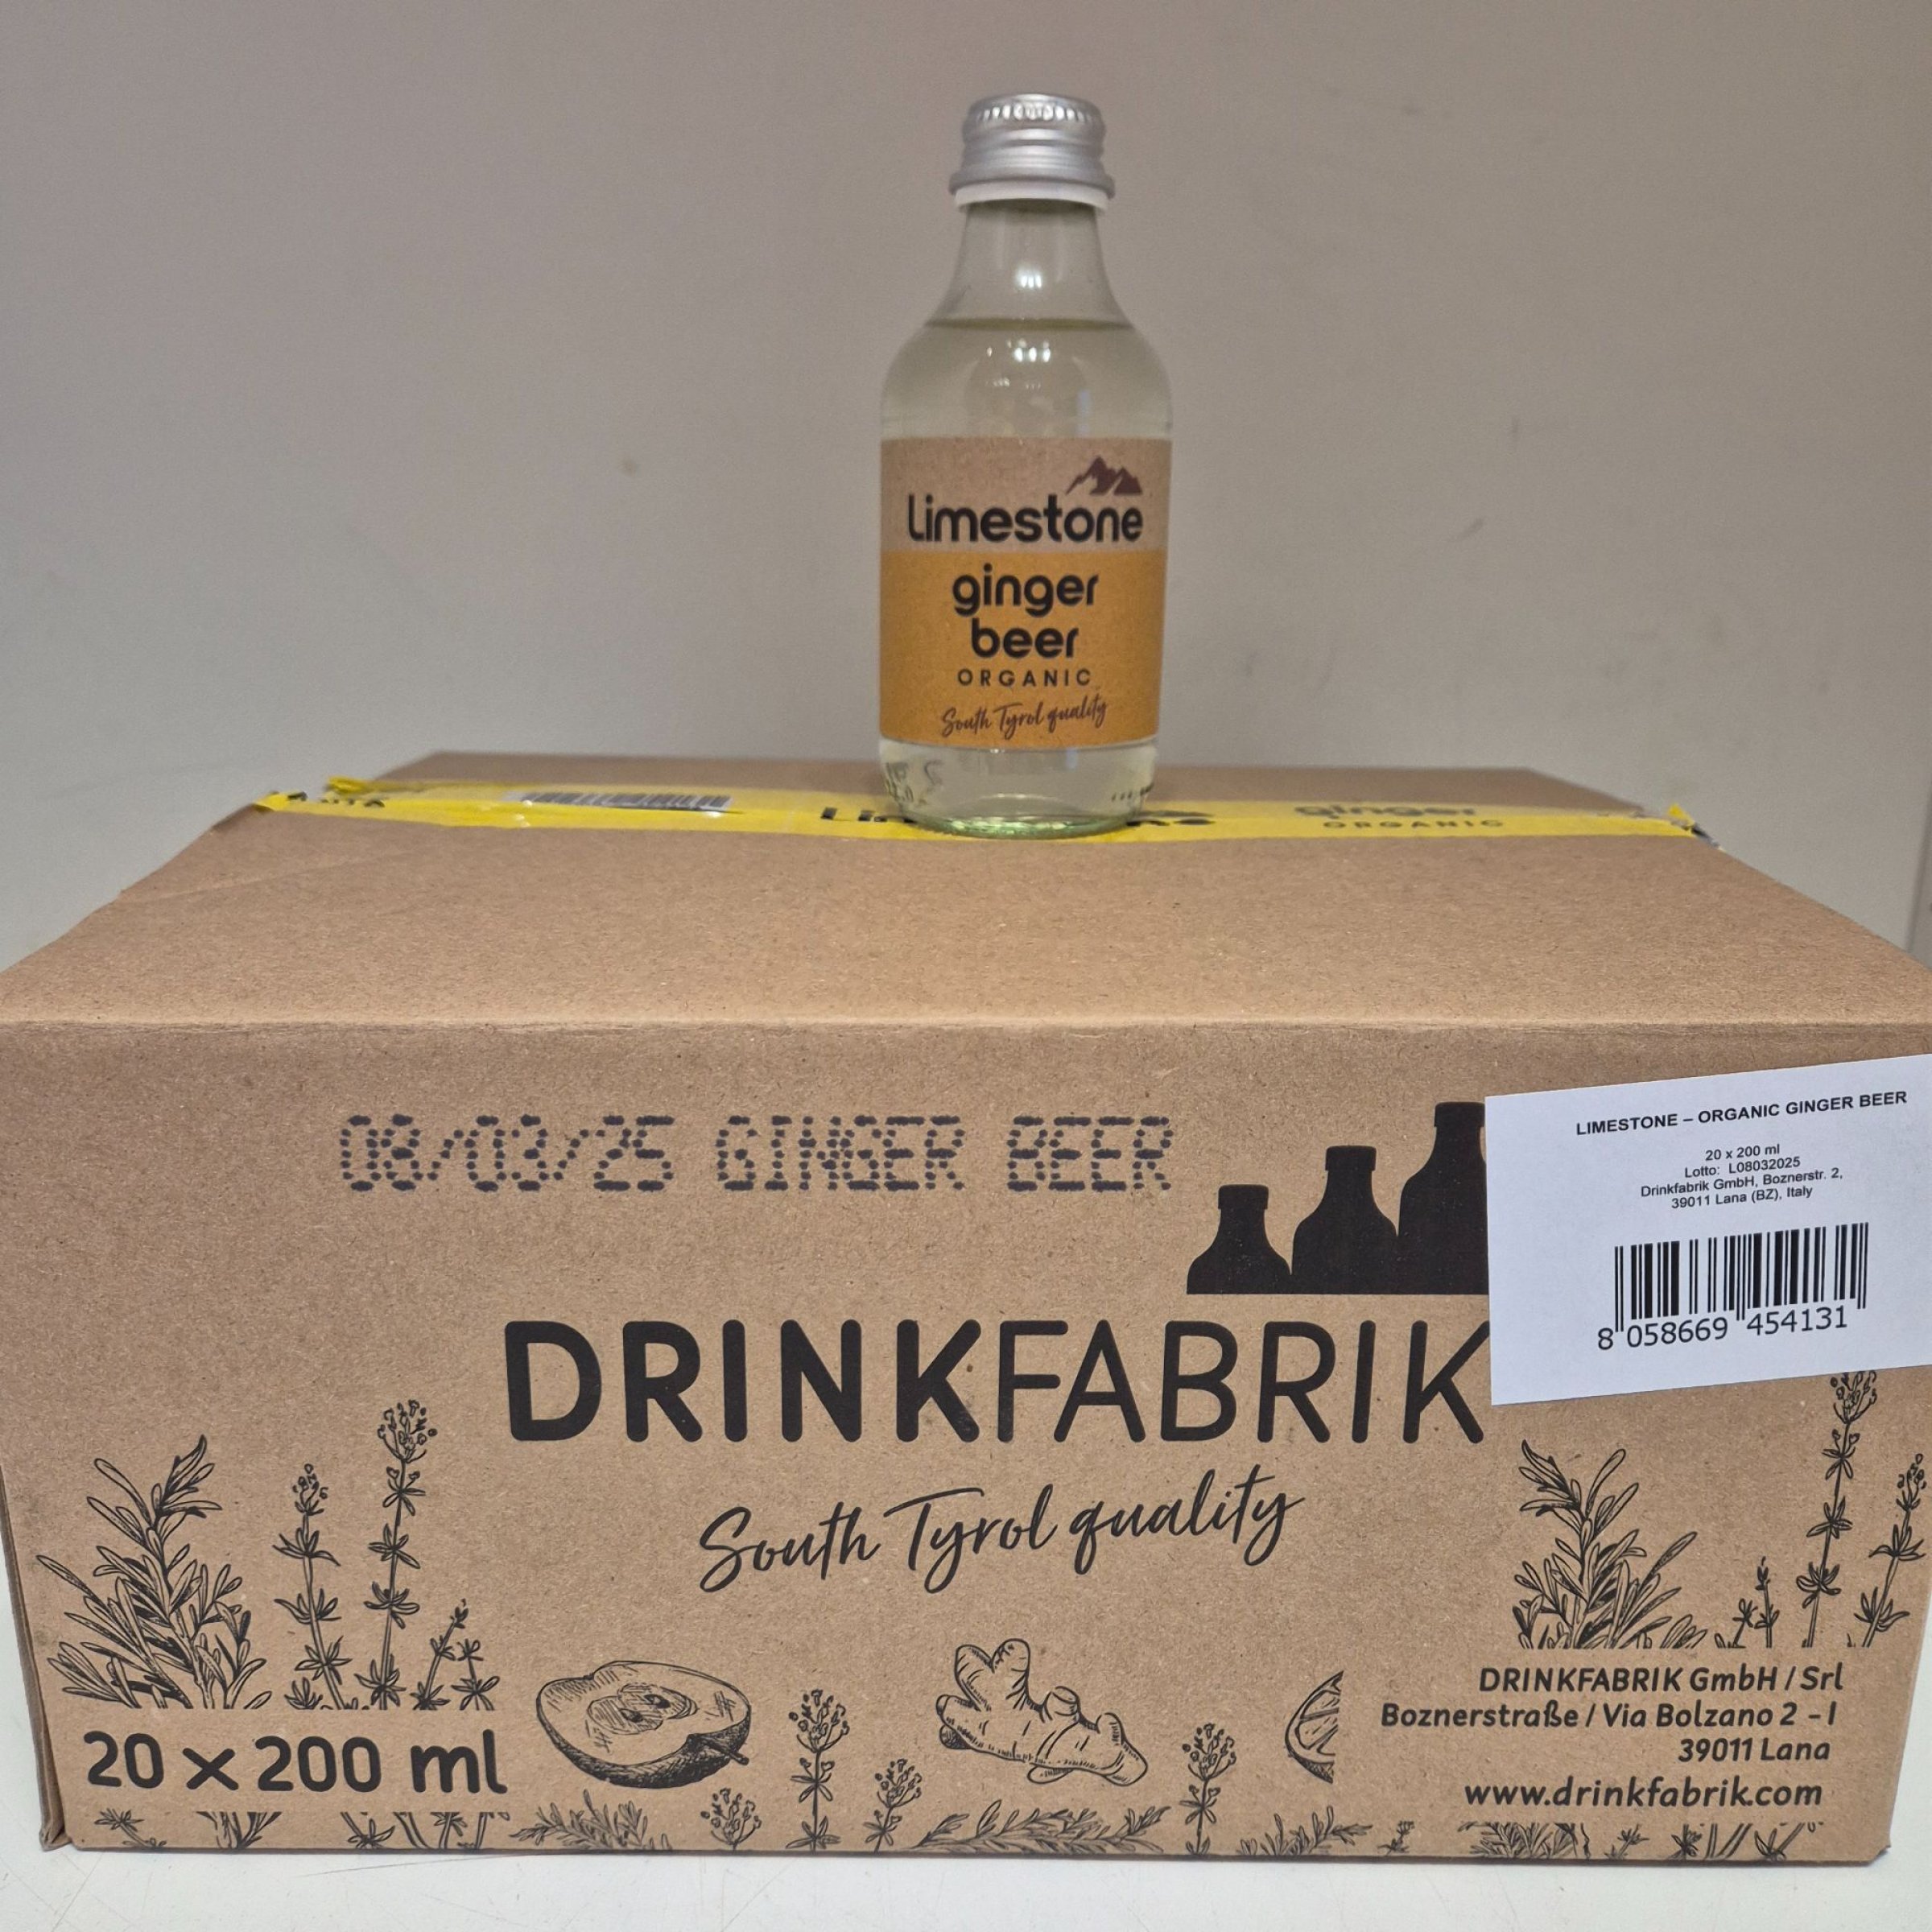 Limestone
ginger
beer
ORGANIC
South Tyrol quality
ginger
ORGANIC
08/03/25 GINGER BEER
DRINKFABRIK
South Tyrol quality
20 x 200 ml
LIMESTONE – ORGANIC GINGER BEER
20 x 200 ml
Lotto: L08032025
Drinkfabrik GmbH, Boznerstr. 2,
39011 Lana (BZ), Italy
8 058669 454131
DRINKFABRIK GmbH / Srl
Boznerstraße / Via Bolzano 2 - I
39011 Lana
www.drinkfabrik.com